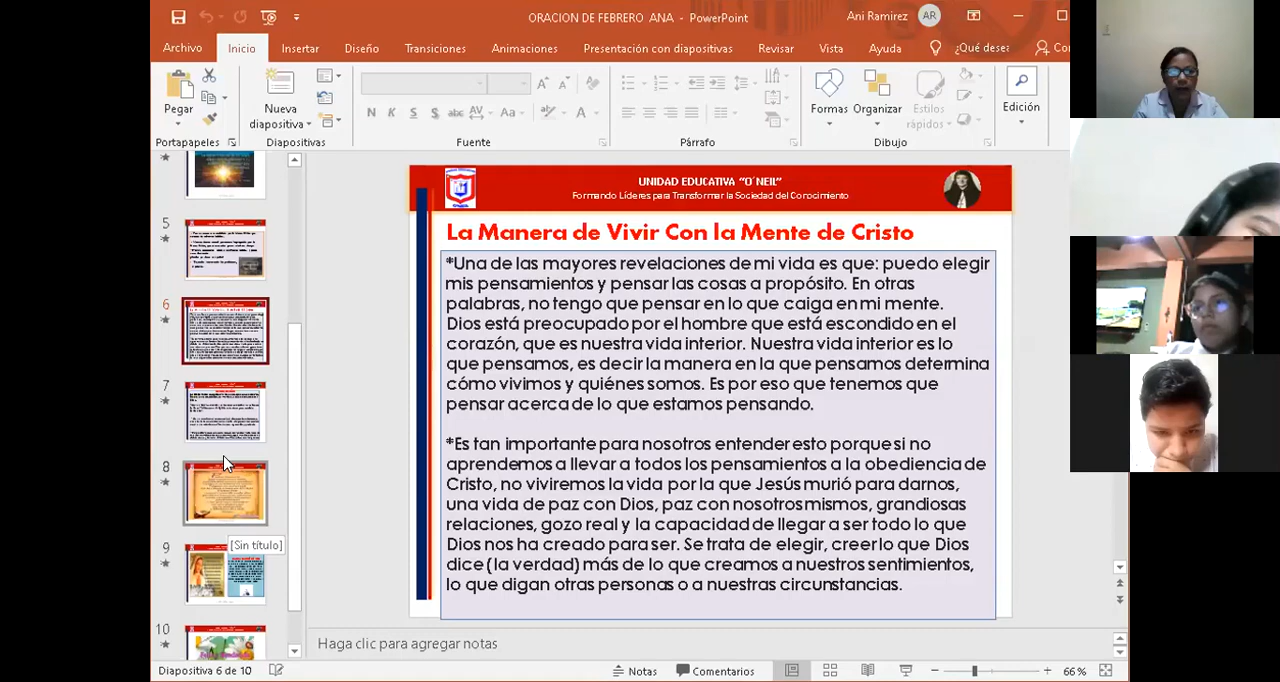 ORACION DE FEBRERO ANA - PowerPoint
Ani Ramirez AR
Archivo Inicio Insertar Diseño Transiciones Animaciones Presentación con diapositivas Revisar Vista Ayuda ¿Qué desea Co
Pegar
Nueva diapositiva
Formas Organizar Estilos rápidos
Edición
Portapapeles Diapositivas Fuente Párrafo Dibujo
N K S S abc AV Aa A
5
6
7
8
[Sin título]
9
10
UNIDAD EDUCATIVA "O´NEIL"
Formando Líderes para Transformar la Sociedad del Conocimiento
La Manera de Vivir Con la Mente de Cristo
*Una de las mayores revelaciones de mi vida es que: puedo elegir
mis pensamientos y pensar las cosas a propósito. En otras
palabras, no tengo que pensar en lo que caiga en mi mente.
Dios está preocupado por el hombre que está escondido en el
corazón, que es nuestra vida interior. Nuestra vida interior es lo
que pensamos, es decir la manera en la que pensamos determina
cómo vivimos y quiénes somos. Es por eso que tenemos que
pensar acerca de lo que estamos pensando.
*Es tan importante para nosotros entender esto porque si no
aprendemos a llevar a todos los pensamientos a la obediencia de
Cristo, no viviremos la vida por la que Jesús murió para darnos,
una vida de paz con Dios, paz con nosotros mismos, grandiosas
relaciones, gozo real y la capacidad de llegar a ser todo lo que
Dios nos ha creado para ser. Se trata de elegir, creer lo que Dios
dice (la verdad) más de lo que creamos a nuestros sentimientos,
lo que digan otras personas o a nuestras circunstancias.
Haga clic para agregar notas
Diapositiva 6 de 10 Notas Comentarios 66 %